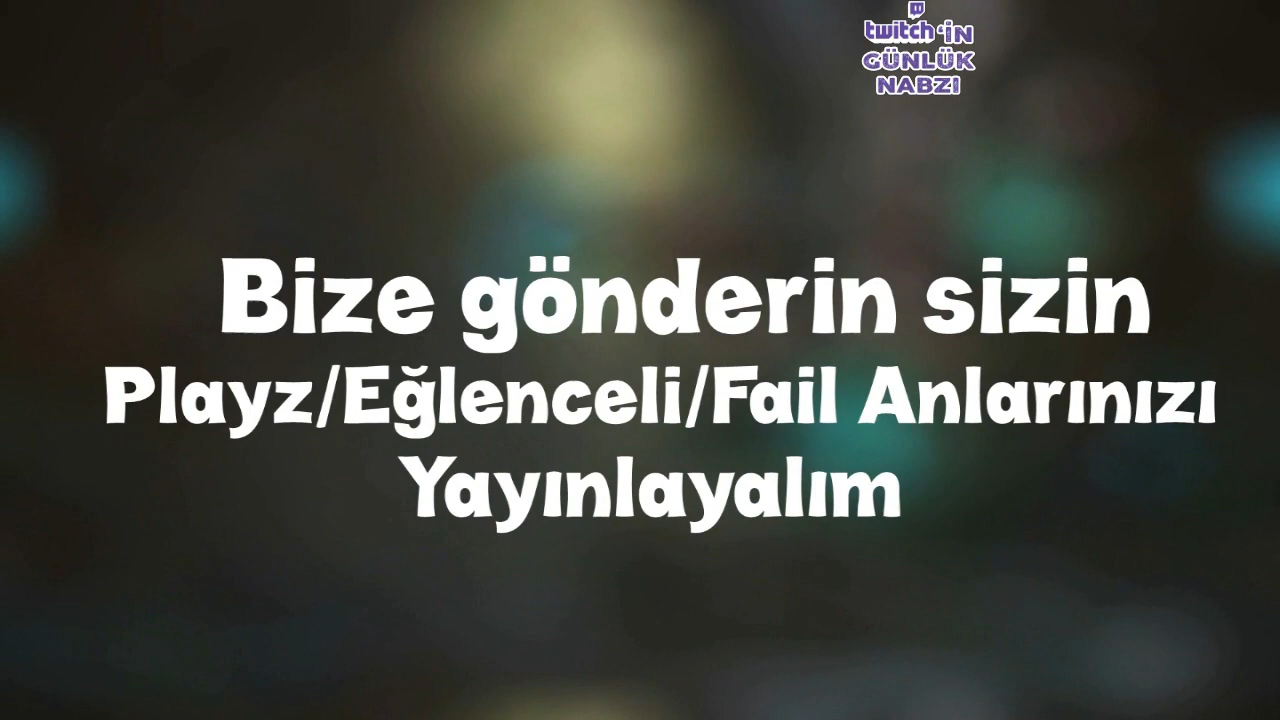 twitch'in
GÜNLÜK
NABZI
Bize gönderin sizin
Playz/Eğlenceli/Fail Anlarınızı
Yayınlayalım